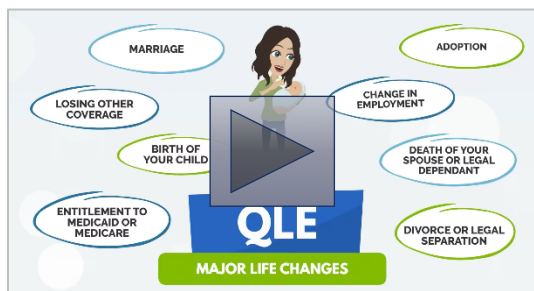 MARRIAGE
ADOPTION
LOSING OTHER
COVERAGE
CHANGE IN
EMPLOYMENT
BIRTH OF
YOUR CHILD
DEATH OF YOUR
SPOUSE OR LEGAL
DEPENDANT
ENTITLEMENT TO
MEDICAID OR
MEDICARE
QLE
DIVORCE OR LEGAL
SEPARATION
MAJOR LIFE CHANGES